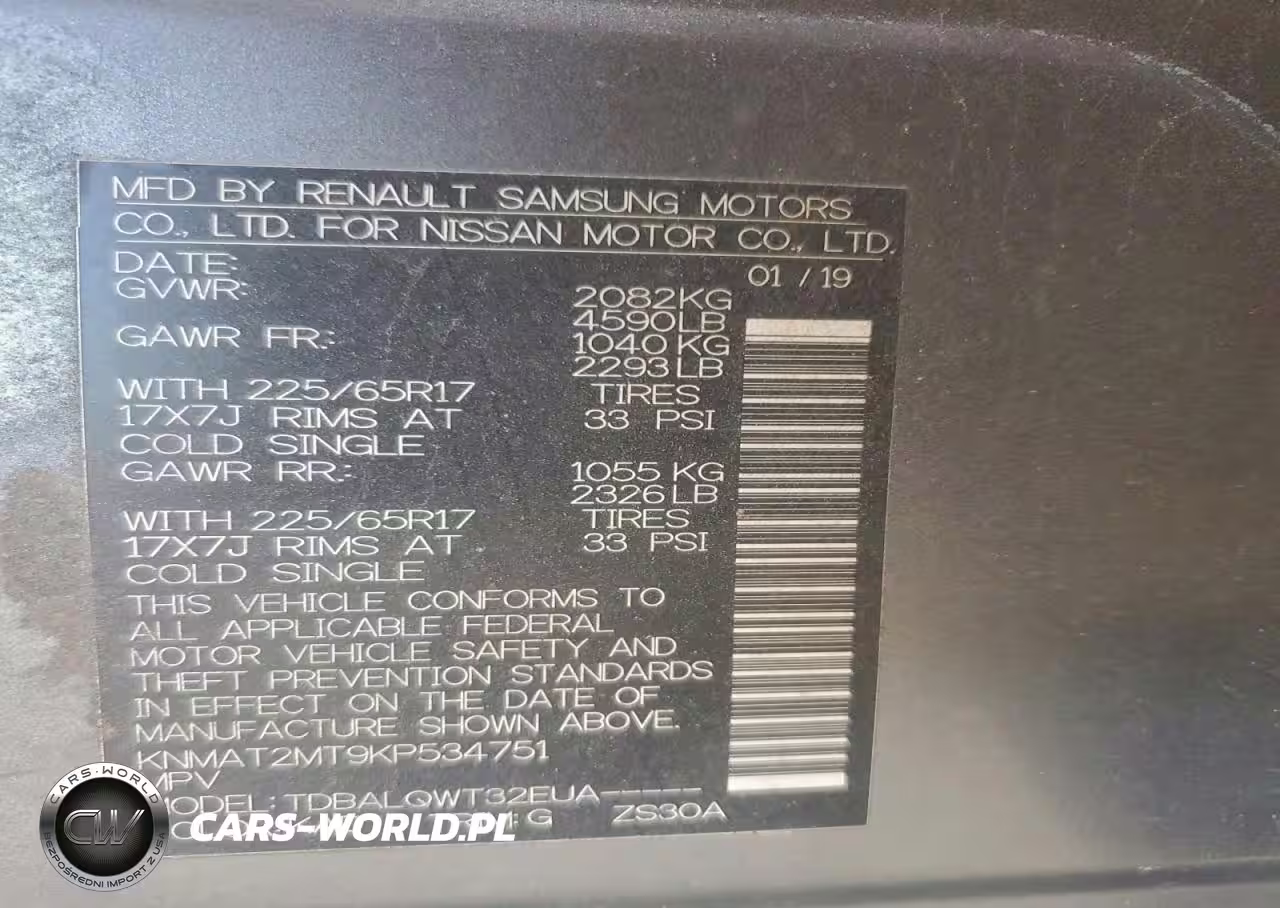 MFD BY RENAULT SAMSUNG MOTORS
CO., LTD. FOR NISSAN MOTOR CO., LTD.
DATE: 01 / 19
GVWR: 2082KG
4590LB
GAWR FR.: 1040 KG
2293 LB
WITH 225/65R17 TIRES
17X7J RIMS AT 33 PSI
COLD SINGLE
GAWR RR.: 1055 KG
2326 LB
WITH 225/65R17 TIRES
17X7J RIMS AT 33 PSI
COLD SINGLE
THIS VEHICLE CONFORMS TO
ALL APPLICABLE FEDERAL
MOTOR VEHICLE SAFETY AND
THEFT PREVENTION STANDARDS
IN EFFECT ON THE DATE OF
MANUFACTURE SHOWN ABOVE.
KNMAT2MT9KP534751
MPV
MODEL: TDBALQWT32EUA-----
G ZS30A
CARS-WORLD
CW
BEZPOŚREDNI IMPORT Z USA
CARS-WORLD.PL